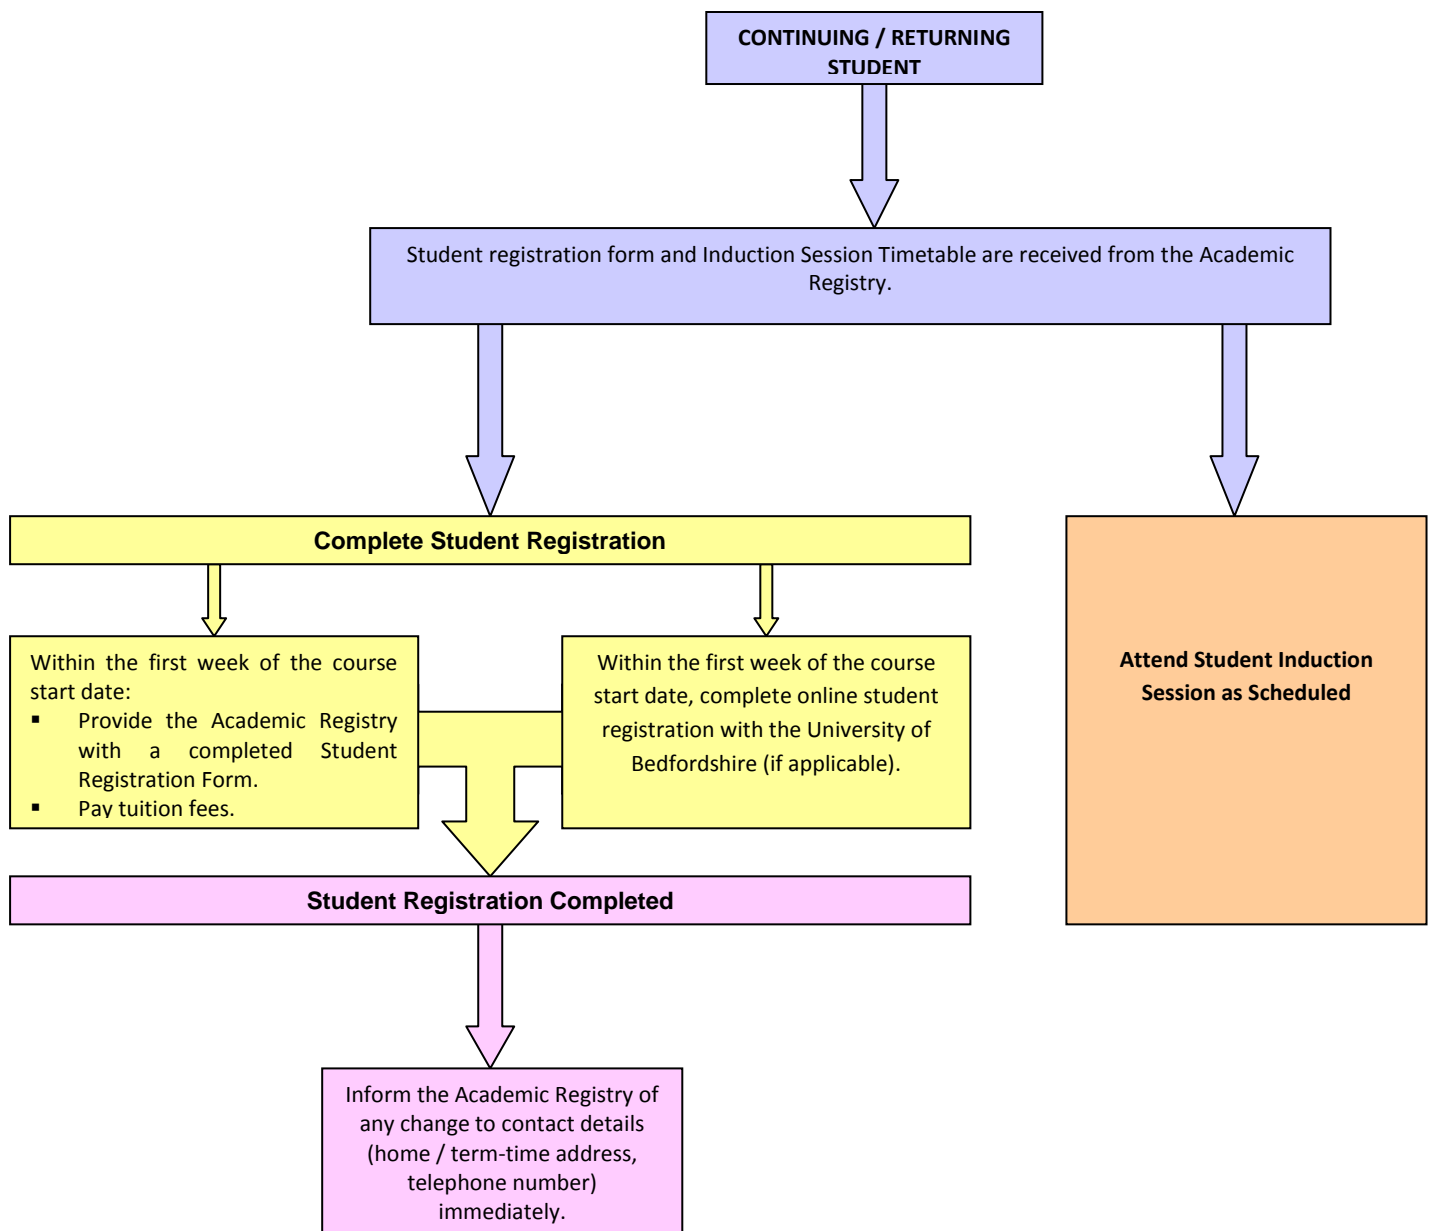 CONTINUING / RETURNING
STUDENT
Student registration form and Induction Session Timetable are received from the Academic
Registry.
Complete Student Registration
Within the first week of the course
start date:
▪ Provide the Academic Registry
with a completed Student
Registration Form.
▪ Pay tuition fees.
Within the first week of the course
start date, complete online student
registration with the University of
Bedfordshire (if applicable).
Attend Student Induction
Session as Scheduled
Student Registration Completed
Inform the Academic Registry of
any change to contact details
(home / term-time address,
telephone number)
immediately.